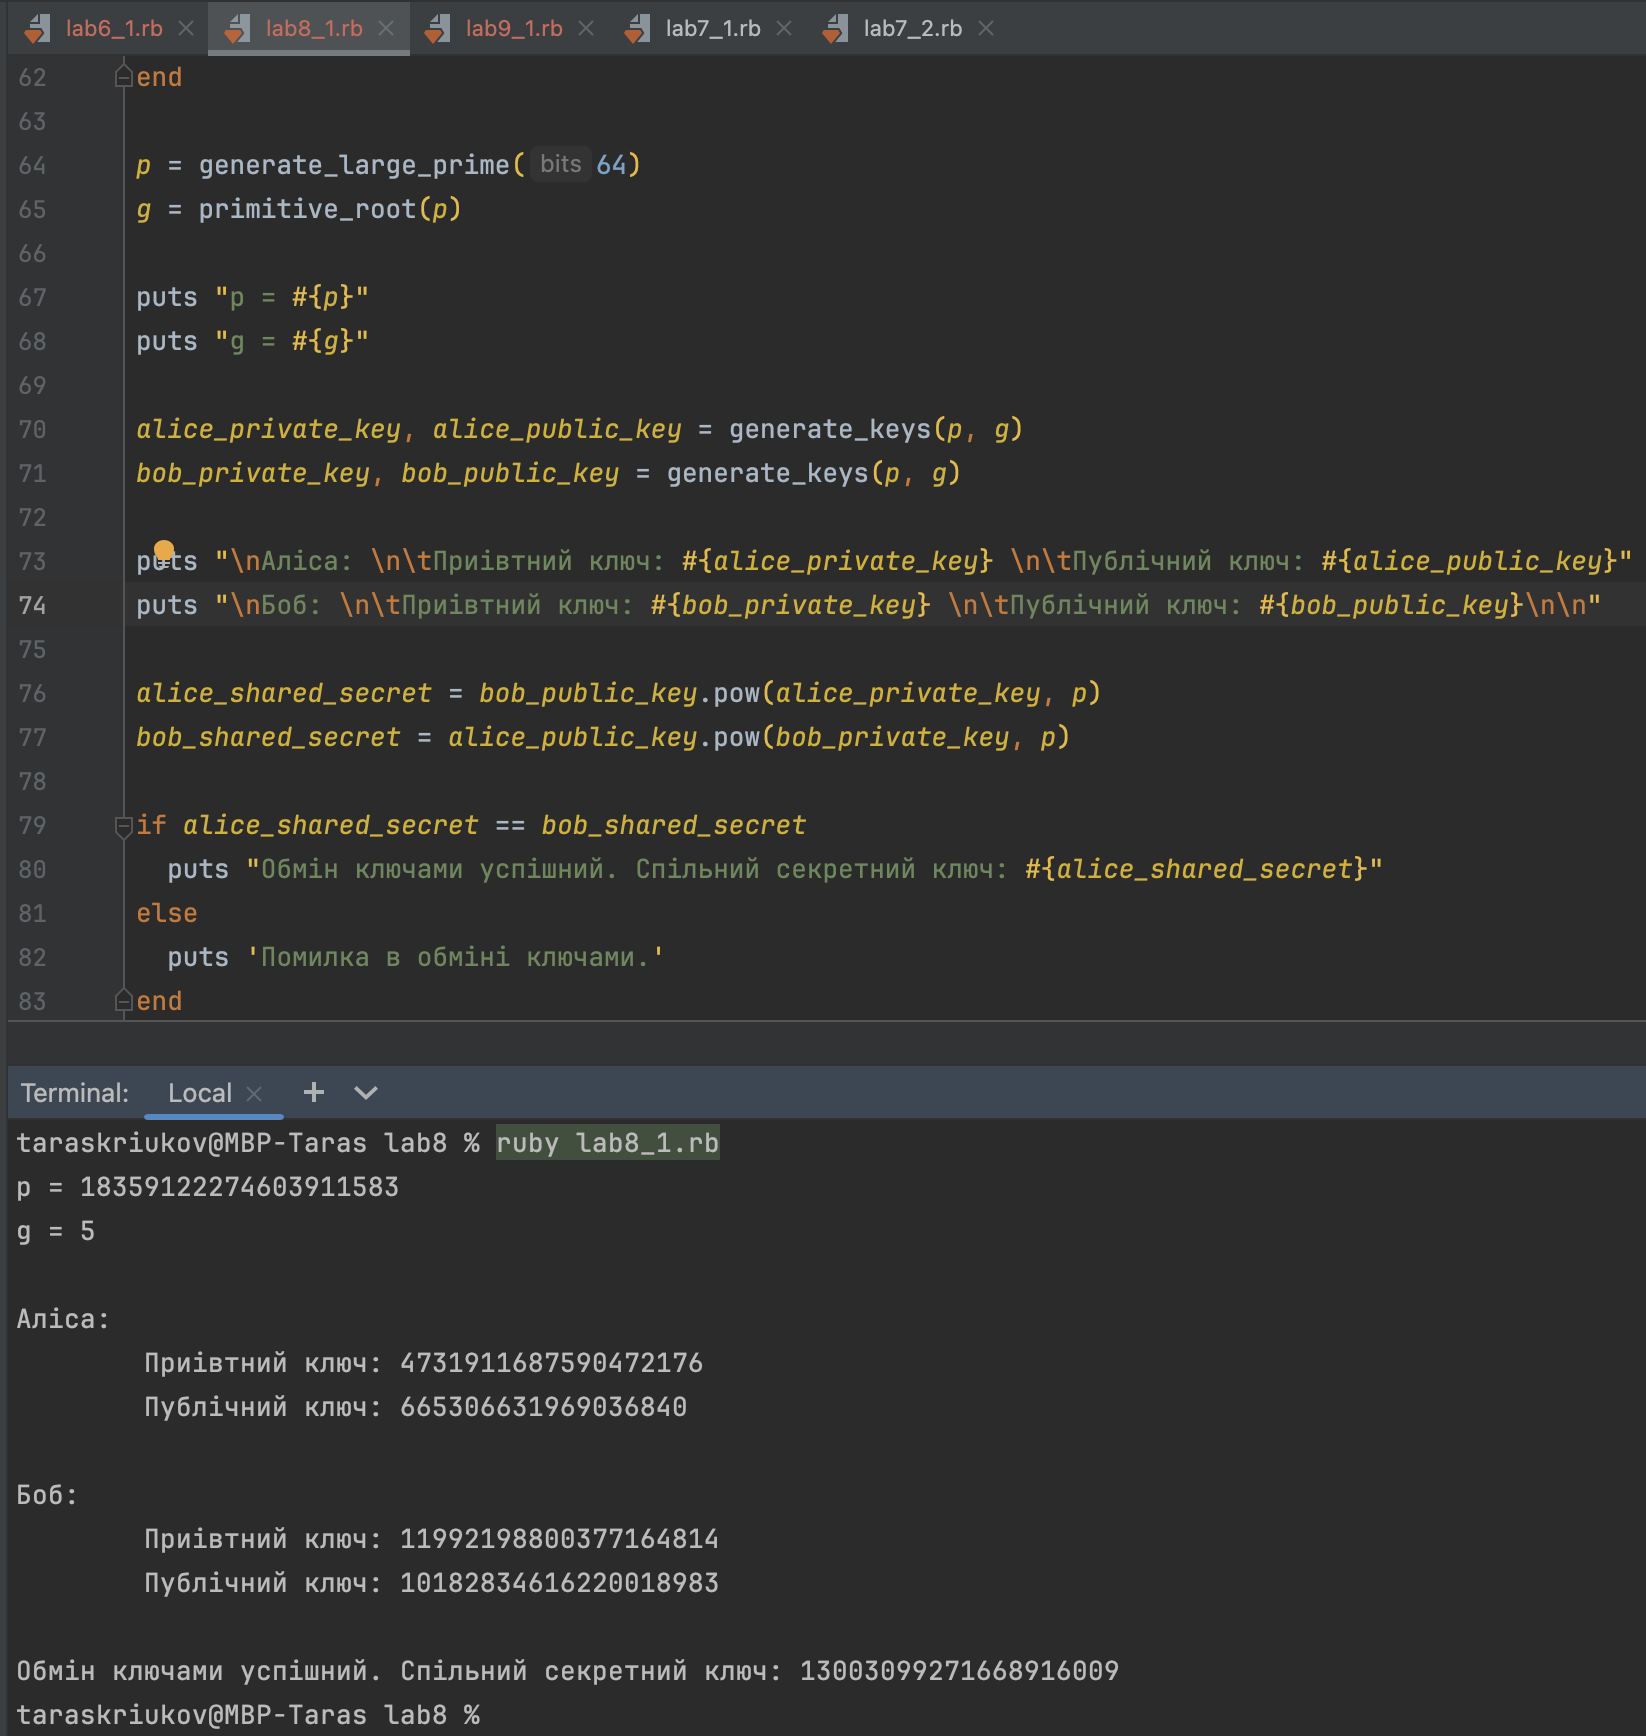 lab6_1.rb lab8_1.rb lab9_1.rb lab7_1.rb lab7_2.rb
62 end
63
64 p = generate_large_prime( bits 64)
65 g = primitive_root(p)
66
67 puts "p = #{p}"
68 puts "g = #{g}"
69
70 alice_private_key, alice_public_key = generate_keys(p, g)
71 bob_private_key, bob_public_key = generate_keys(p, g)
72
73 puts "\nАліса: \n\tПриівтний ключ: #{alice_private_key} \n\tПублічний ключ: #{alice_public_key}"
74 puts "\nБоб: \n\tПриівтний ключ: #{bob_private_key} \n\tПублічний ключ: #{bob_public_key}\n\n"
75
76 alice_shared_secret = bob_public_key.pow(alice_private_key, p)
77 bob_shared_secret = alice_public_key.pow(bob_private_key, p)
78
79 if alice_shared_secret == bob_shared_secret
80 puts "Обмін ключами успішний. Спільний секретний ключ: #{alice_shared_secret}"
81 else
82 puts 'Помилка в обміні ключами.'
83 end
Terminal: Local
taraskriukov@MBP-Taras lab8 % ruby lab8_1.rb
p = 18359122274603911583
g = 5
Аліса:
Приівтний ключ: 4731911687590472176
Публічний ключ: 665306631969036840
Боб:
Приівтний ключ: 11992198800377164814
Публічний ключ: 10182834616220018983
Обмін ключами успішний. Спільний секретний ключ: 13003099271668916009
taraskriukov@MBP-Taras lab8 %